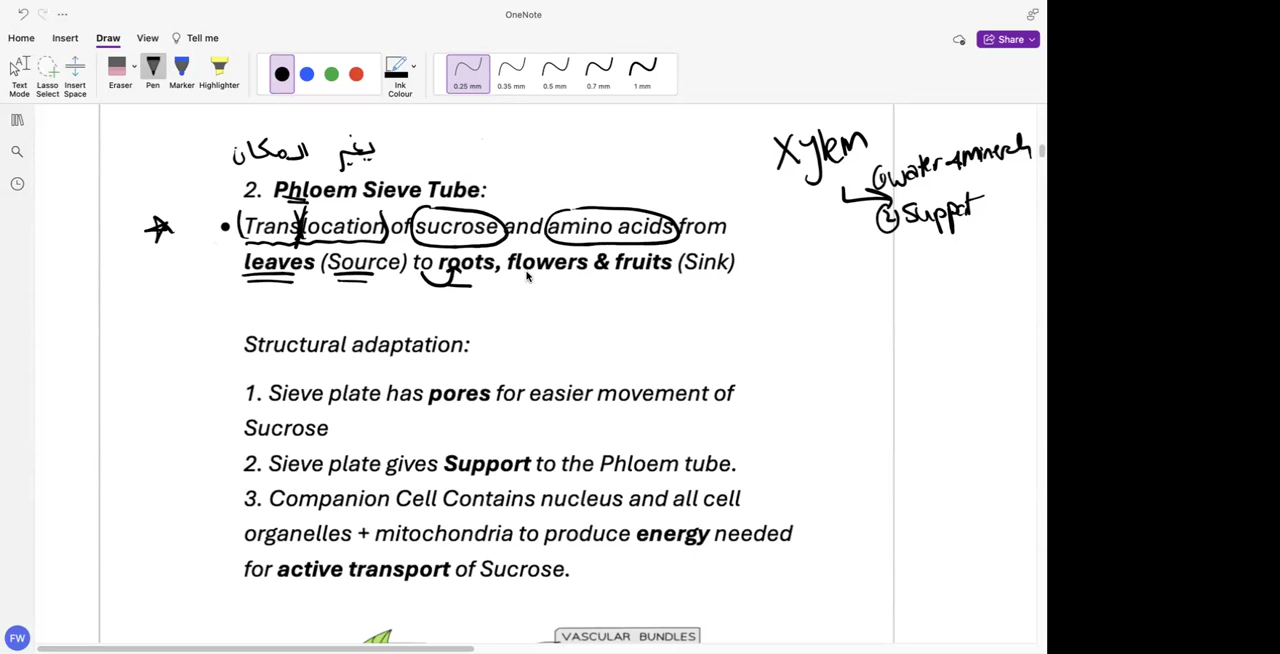 OneNote
Home Insert Draw View Tell me
Share
Text Mode
Lasso Select
Insert Space
Eraser
Pen
Marker
Highlighter
Ink Colour
0.25 mm
0.35 mm
0.5 mm
0.7 mm
1 mm
يغير المكان
Xylem
① water + minerals
② Support
2. Phloem Sieve Tube:
• Translocation of sucrose and amino acids from
leaves (Source) to roots, flowers & fruits (Sink)
Structural adaptation:
1. Sieve plate has pores for easier movement of
Sucrose
2. Sieve plate gives Support to the Phloem tube.
3. Companion Cell Contains nucleus and all cell
organelles + mitochondria to produce energy needed
for active transport of Sucrose.
VASCULAR BUNDLES
FW